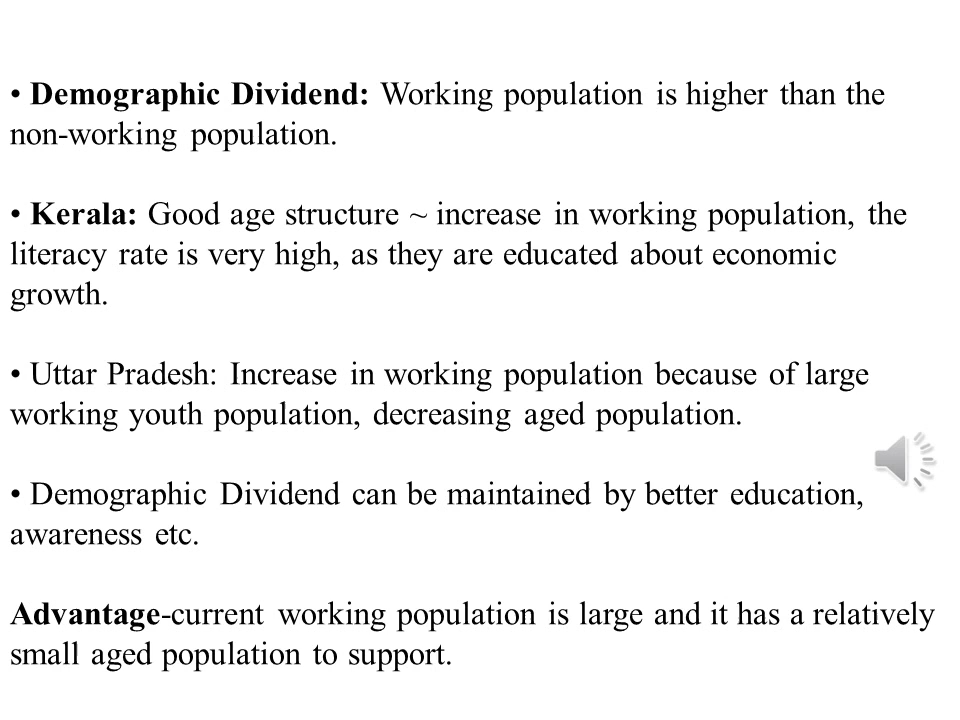 • Demographic Dividend: Working population is higher than the
non-working population.
• Kerala: Good age structure ~ increase in working population, the
literacy rate is very high, as they are educated about economic
growth.
• Uttar Pradesh: Increase in working population because of large
working youth population, decreasing aged population.
• Demographic Dividend can be maintained by better education,
awareness etc.
Advantage-current working population is large and it has a relatively
small aged population to support.